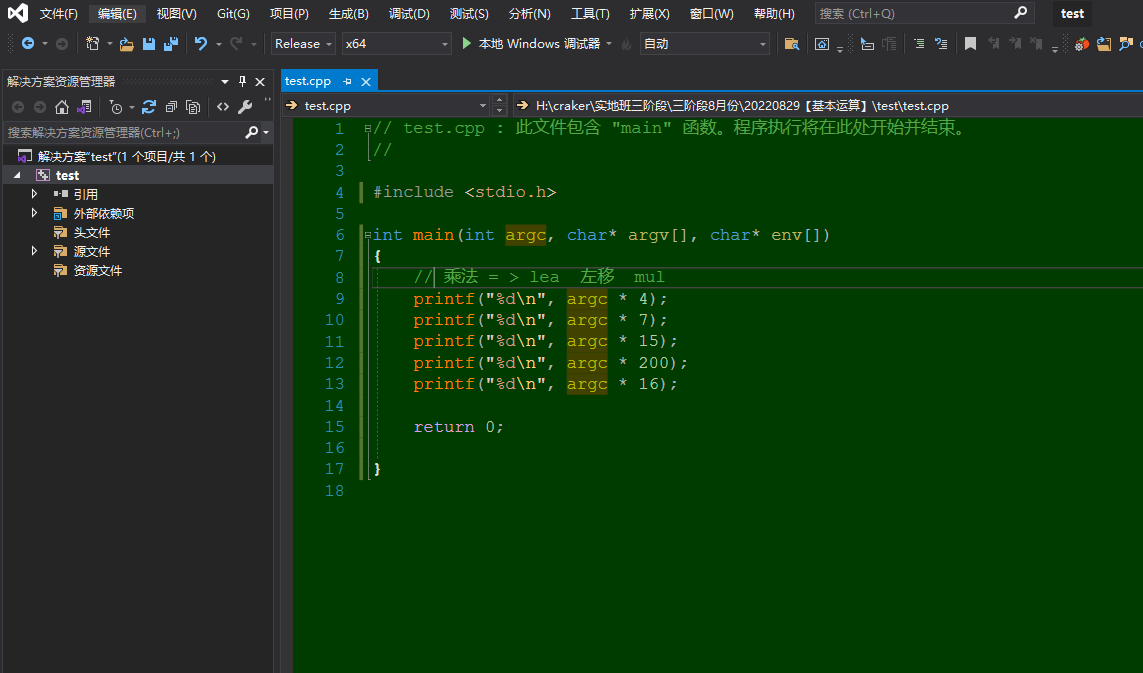 文件(F) 编辑(E) 视图(V) Git(G) 项目(P) 生成(B) 调试(D) 测试(S) 分析(N) 工具(T) 扩展(X) 窗口(W) 帮助(H) 搜索 (Ctrl+Q) test
Release x64 本地 Windows 调试器 自动
解决方案资源管理器
搜索解决方案资源管理器(Ctrl+;)
解决方案"test"(1 个项目/共 1 个)
test
引用
外部依赖项
头文件
源文件
资源文件
test.cpp
test.cpp H:\craker\实地班三阶段\三阶段8月份\20220829【基本运算】\test\test.cpp
1 // test.cpp : 此文件包含 "main" 函数。程序执行将在此处开始并结束。
2 //
3
4 #include <stdio.h>
5
6 int main(int argc, char* argv[], char* env[])
7 {
8 // 乘法 = > lea 左移 mul
9 printf("%d\n", argc * 4);
10 printf("%d\n", argc * 7);
11 printf("%d\n", argc * 15);
12 printf("%d\n", argc * 200);
13 printf("%d\n", argc * 16);
14
15 return 0;
16
17 }
18